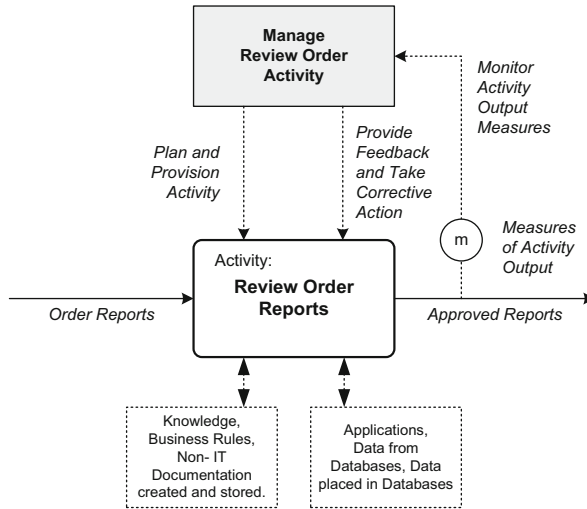 Manage
Review Order
Activity
Monitor
Activity
Output
Measures
Plan and
Provision
Activity
Provide
Feedback
and Take
Corrective
Action
m
Measures
of Activity
Output
Activity:
Review Order
Reports
Order Reports
Approved Reports
Knowledge,
Business Rules,
Non- IT
Documentation
created and stored.
Applications,
Data from
Databases, Data
placed in Databases